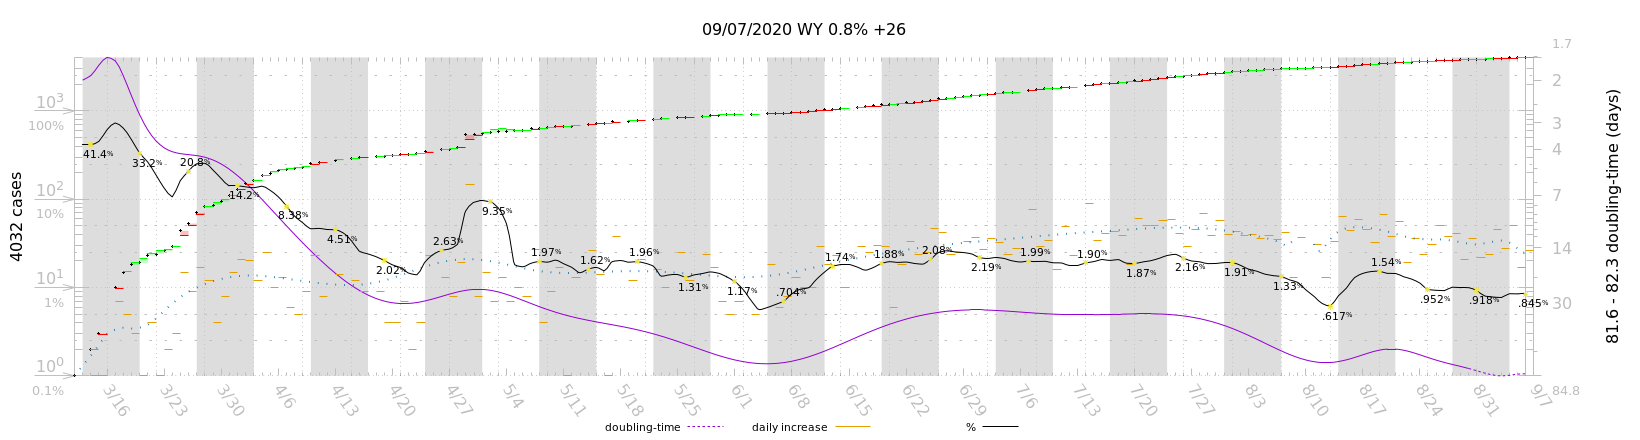 09/07/2020 WY 0.8% +26
4032 cases
10³
100%
10²
10%
10¹
1%
10⁰
0.1%
41.4% 33.2% 20.8% 14.2% 8.38% 4.51% 2.02% 2.63% 9.35% 1.97% 1.62% 1.96% 1.31% 1.17% .704% 1.74% 1.88% 2.08% 2.19% 1.99% 1.90% 1.87% 2.16% 1.91% 1.33% .617% 1.54% .952% .918% .845%
1.7
2
3
4
7
14
30
84.8
81.6 - 82.3 doubling-time (days)
3/16 3/23 3/30 4/6 4/13 4/20 4/27 5/4 5/11 5/18 5/25 6/1 6/8 6/15 6/22 6/29 7/6 7/13 7/20 7/27 8/3 8/10 8/17 8/24 8/31 9/7
doubling-time daily increase %